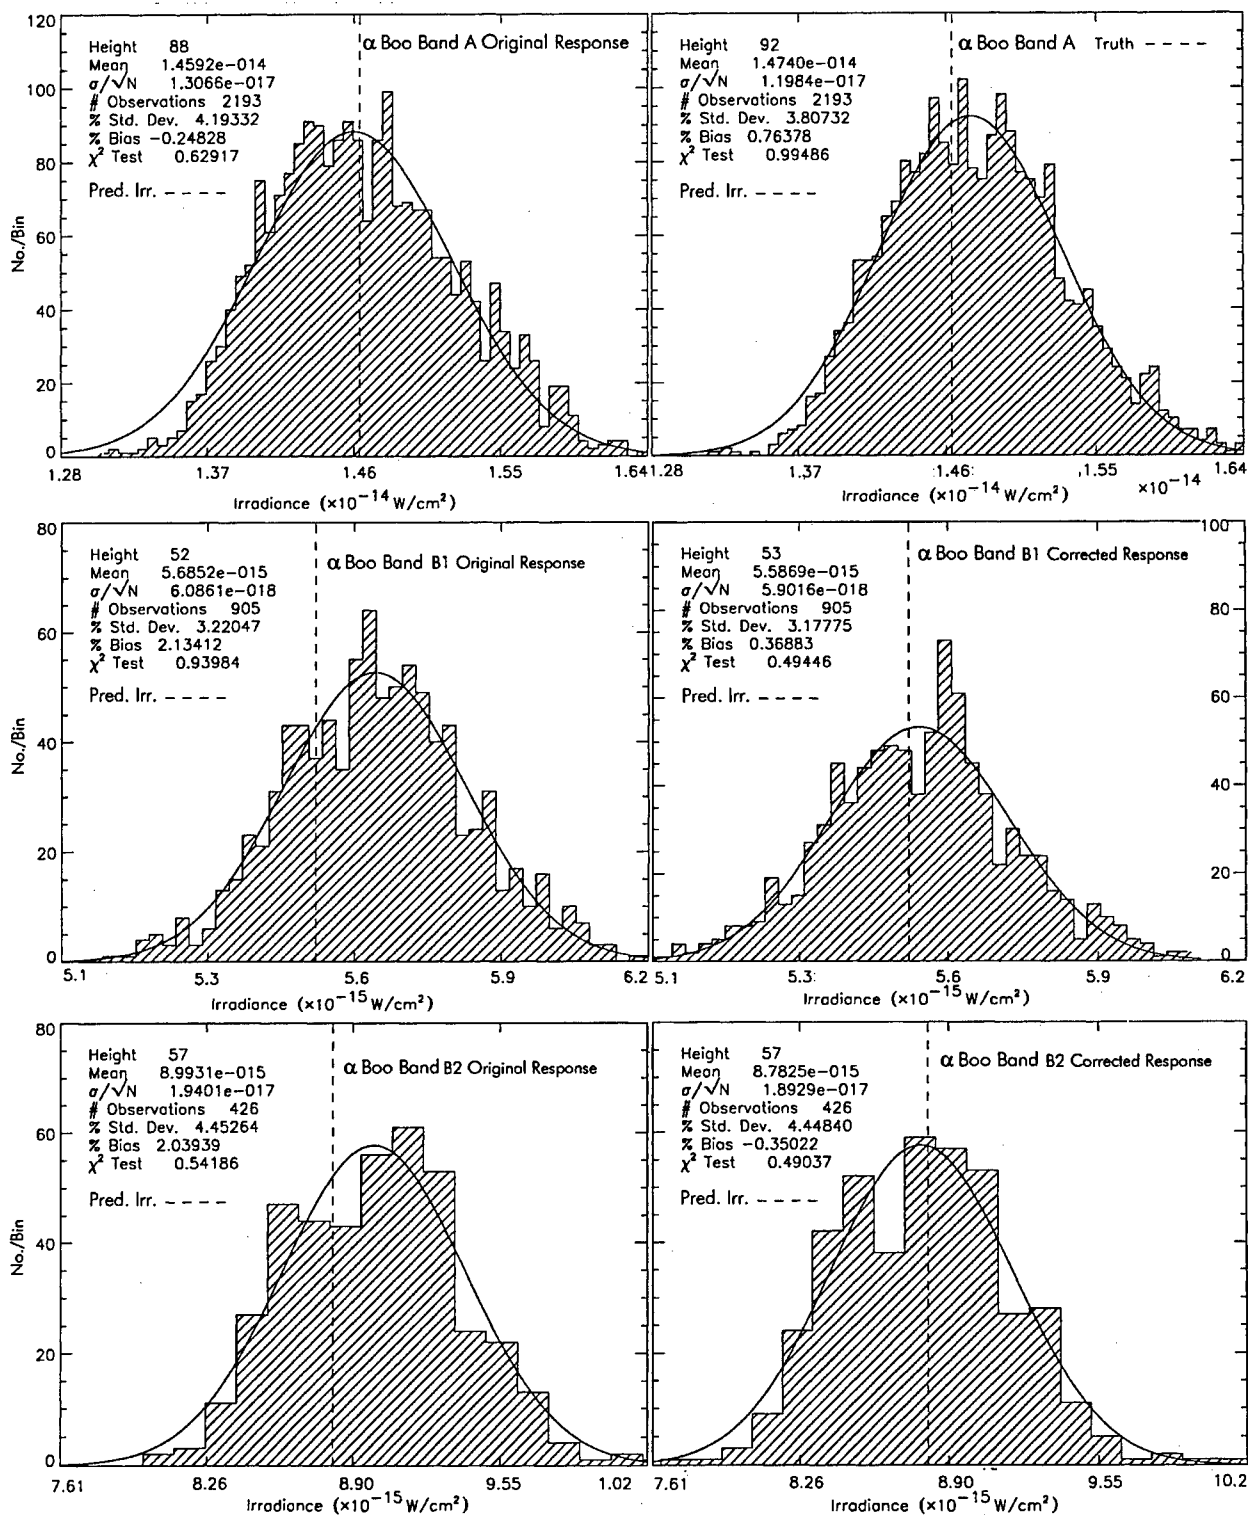 120
100
80
60
40
20
0
No./Bin
Height 88
Mean 1.4592e-014
σ/√N 1.3066e-017
# Observations 2193
% Std. Dev. 4.19332
% Bias -0.24828
χ² Test 0.62917
Pred. Irr. - - - -
α Boo Band A Original Response
1.28 1.37 1.46 1.55 1.64
Irradiance (×10⁻¹⁴ W/cm²)
Height 92
Mean 1.4740e-014
σ/√N 1.1984e-017
# Observations 2193
% Std. Dev. 3.80732
% Bias 0.76378
χ² Test 0.99486
Pred. Irr. - - - -
α Boo Band A Truth - - - -
1.28 1.37 1.46 1.55 1.64
Irradiance (×10⁻¹⁴ W/cm²) ×10⁻¹⁴
80
60
40
20
0
No./Bin
Height 52
Mean 5.6852e-015
σ/√N 6.0861e-018
# Observations 905
% Std. Dev. 3.22047
% Bias 2.13412
χ² Test 0.93984
Pred. Irr. - - - -
α Boo Band B1 Original Response
5.1 5.3 5.6 5.9 6.2
Irradiance (×10⁻¹⁵ W/cm²)
Height 53
Mean 5.5869e-015
σ/√N 5.9016e-018
# Observations 905
% Std. Dev. 3.17775
% Bias 0.36883
χ² Test 0.49446
Pred. Irr. - - - -
α Boo Band B1 Corrected Response
100
80
60
40
20
0
5.1 5.3 5.6 5.9 6.2
Irradiance (×10⁻¹⁵ W/cm²)
80
60
40
20
0
No./Bin
Height 57
Mean 8.9931e-015
σ/√N 1.9401e-017
# Observations 426
% Std. Dev. 4.45264
% Bias 2.03939
χ² Test 0.54186
Pred. Irr. - - - -
α Boo Band B2 Original Response
7.61 8.26 8.90 9.55 1.02
Irradiance (×10⁻¹⁵ W/cm²)
Height 57
Mean 8.7825e-015
σ/√N 1.8929e-017
# Observations 426
% Std. Dev. 4.44840
% Bias -0.35022
χ² Test 0.49037
Pred. Irr. - - - -
α Boo Band B2 Corrected Response
7.61 8.26 8.90 9.55 10.2
Irradiance (×10⁻¹⁵ W/cm²)